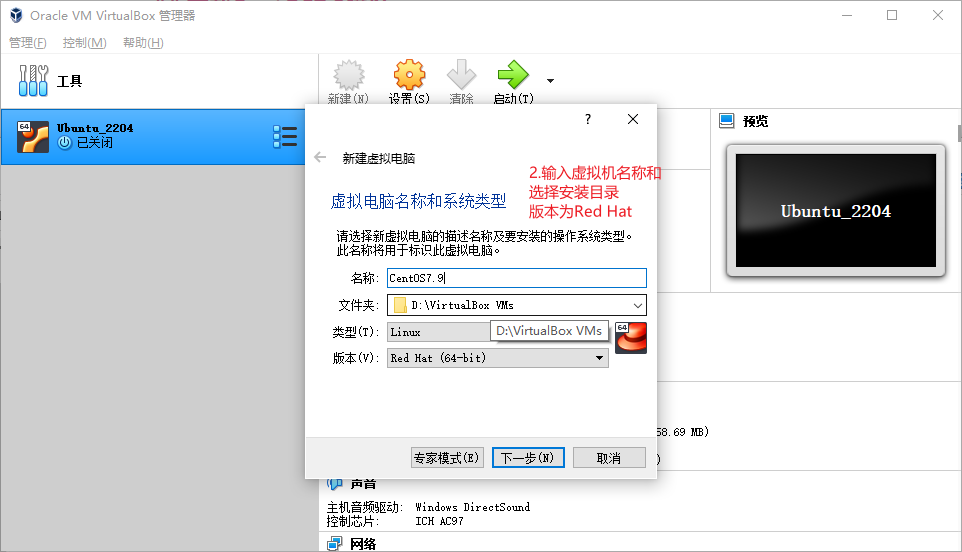 Oracle VM VirtualBox 管理器
管理(F) 控制(M) 帮助(H)
工具
新建(N) 设置(S) 清除 启动(T)
64
Ubuntu_2204
已关闭
预览
Ubuntu_2204
新建虚拟电脑
2.输入虚拟机名称和
选择安装目录
版本为Red Hat
虚拟电脑名称和系统类型
请选择新虚拟电脑的描述名称及要安装的操作系统类型。
此名称将用于标识此虚拟电脑。
名称: CentOS7.9
文件夹: D:\VirtualBox VMs
类型(T): Linux
D:\VirtualBox VMs
64
版本(V): Red Hat (64-bit)
58.69 MB)
)
专家模式(E) 下一步(N) 取消
声音
主机音频驱动: Windows DirectSound
控制芯片: ICH AC97
网络